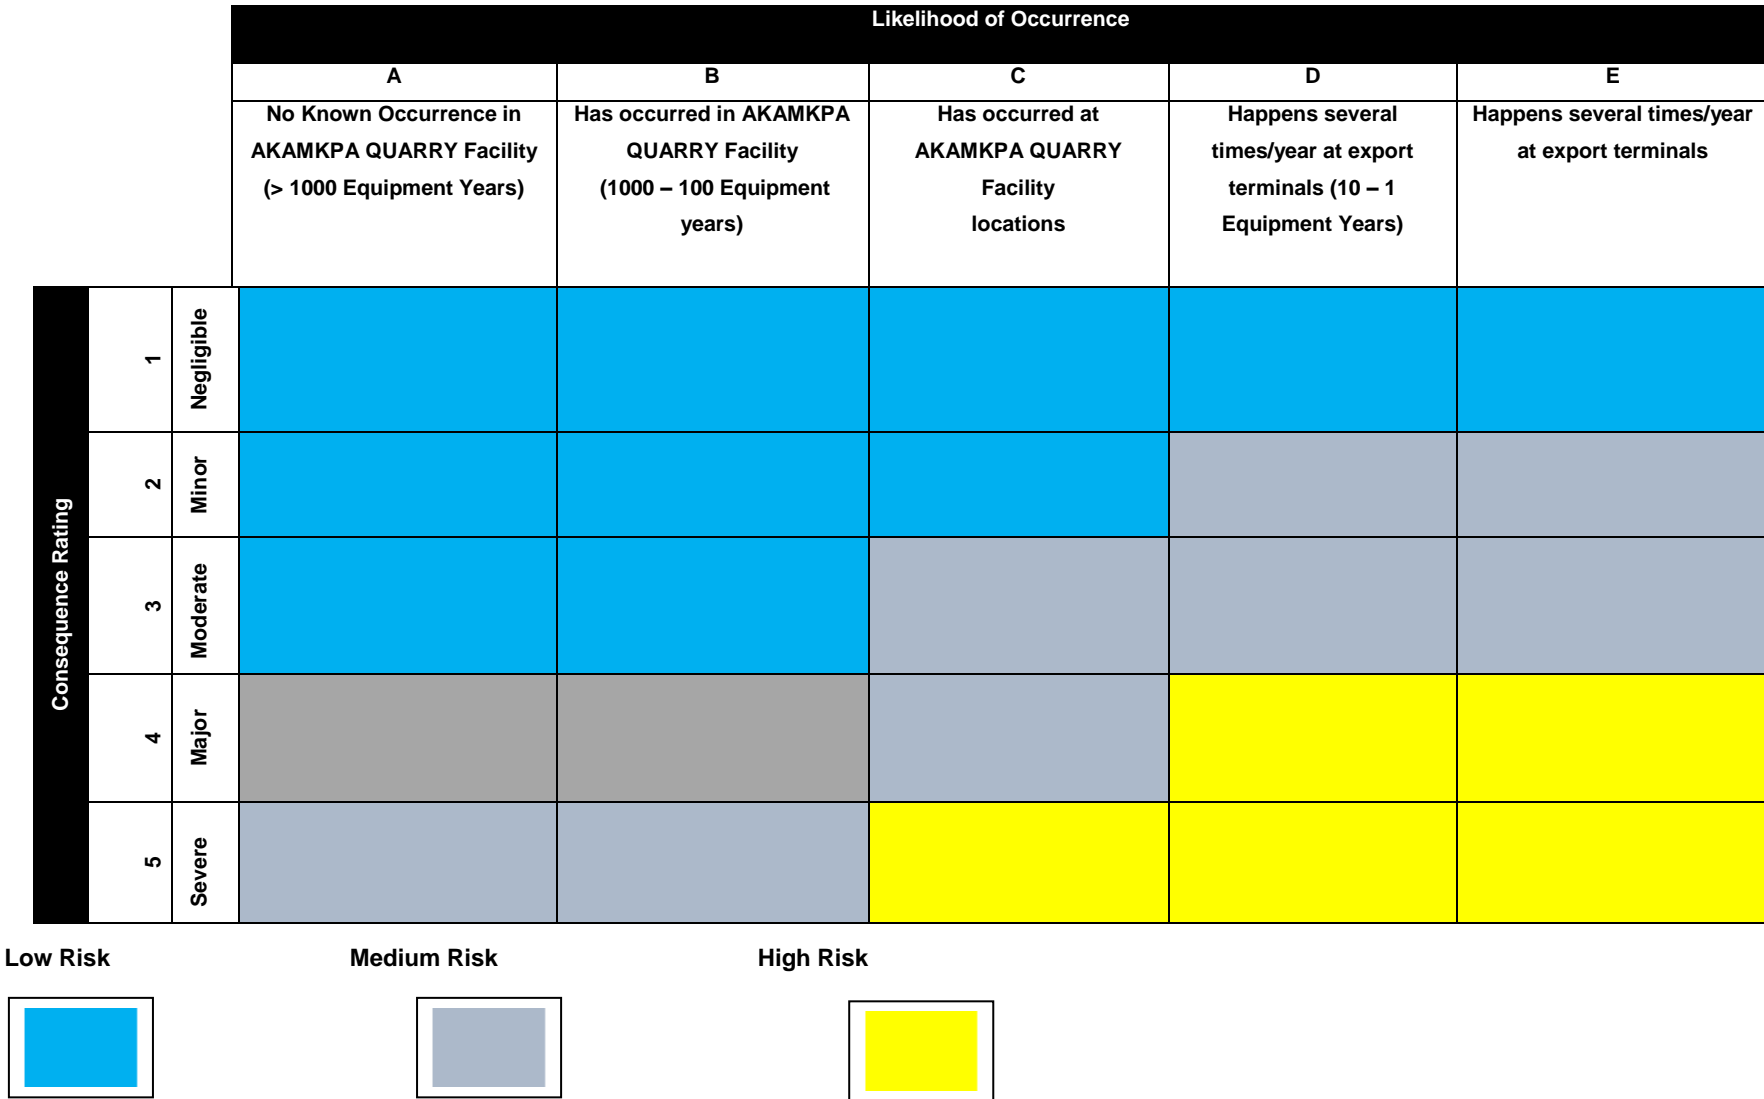 Likelihood of Occurrence
A
B
C
D
E
No Known Occurrence in
AKAMKPA QUARRY Facility
(> 1000 Equipment Years)
Has occurred in AKAMKPA
QUARRY Facility
(1000 – 100 Equipment
years)
Has occurred at
AKAMKPA QUARRY
Facility
locations
Happens several
times/year at export
terminals (10 – 1
Equipment Years)
Happens several times/year
at export terminals
Consequence Rating
1
Negligible
2
Minor
3
Moderate
4
Major
5
Severe
Low Risk
Medium Risk
High Risk